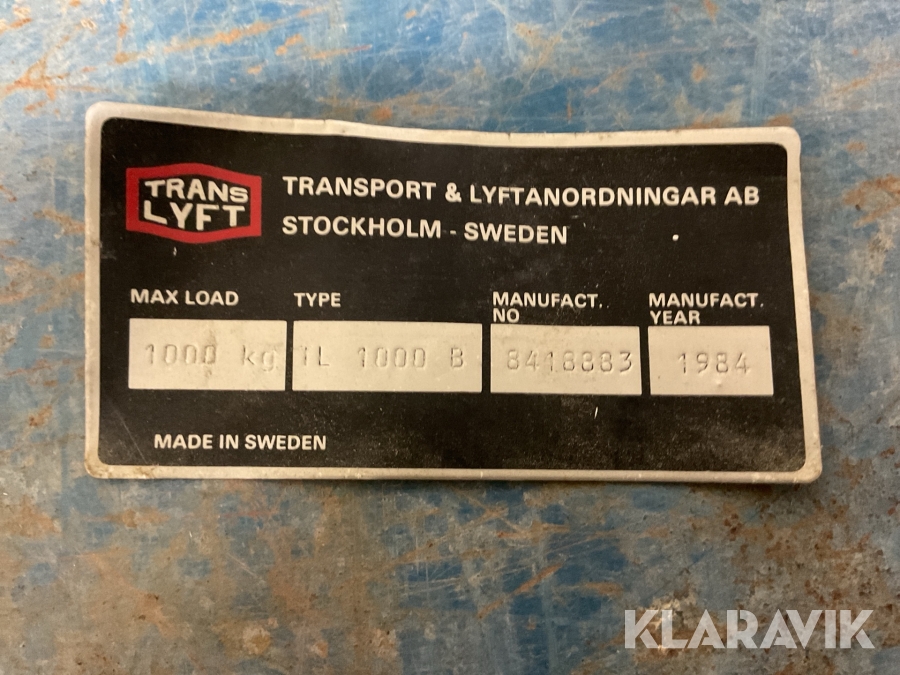 TRANS
LYFT
TRANSPORT & LYFTANORDNINGAR AB
STOCKHOLM - SWEDEN
MAX LOAD
TYPE
MANUFACT..
NO
MANUFACT.
YEAR
1000 kg
TL 1000 B
8418883
1984
MADE IN SWEDEN
KLARAVIK